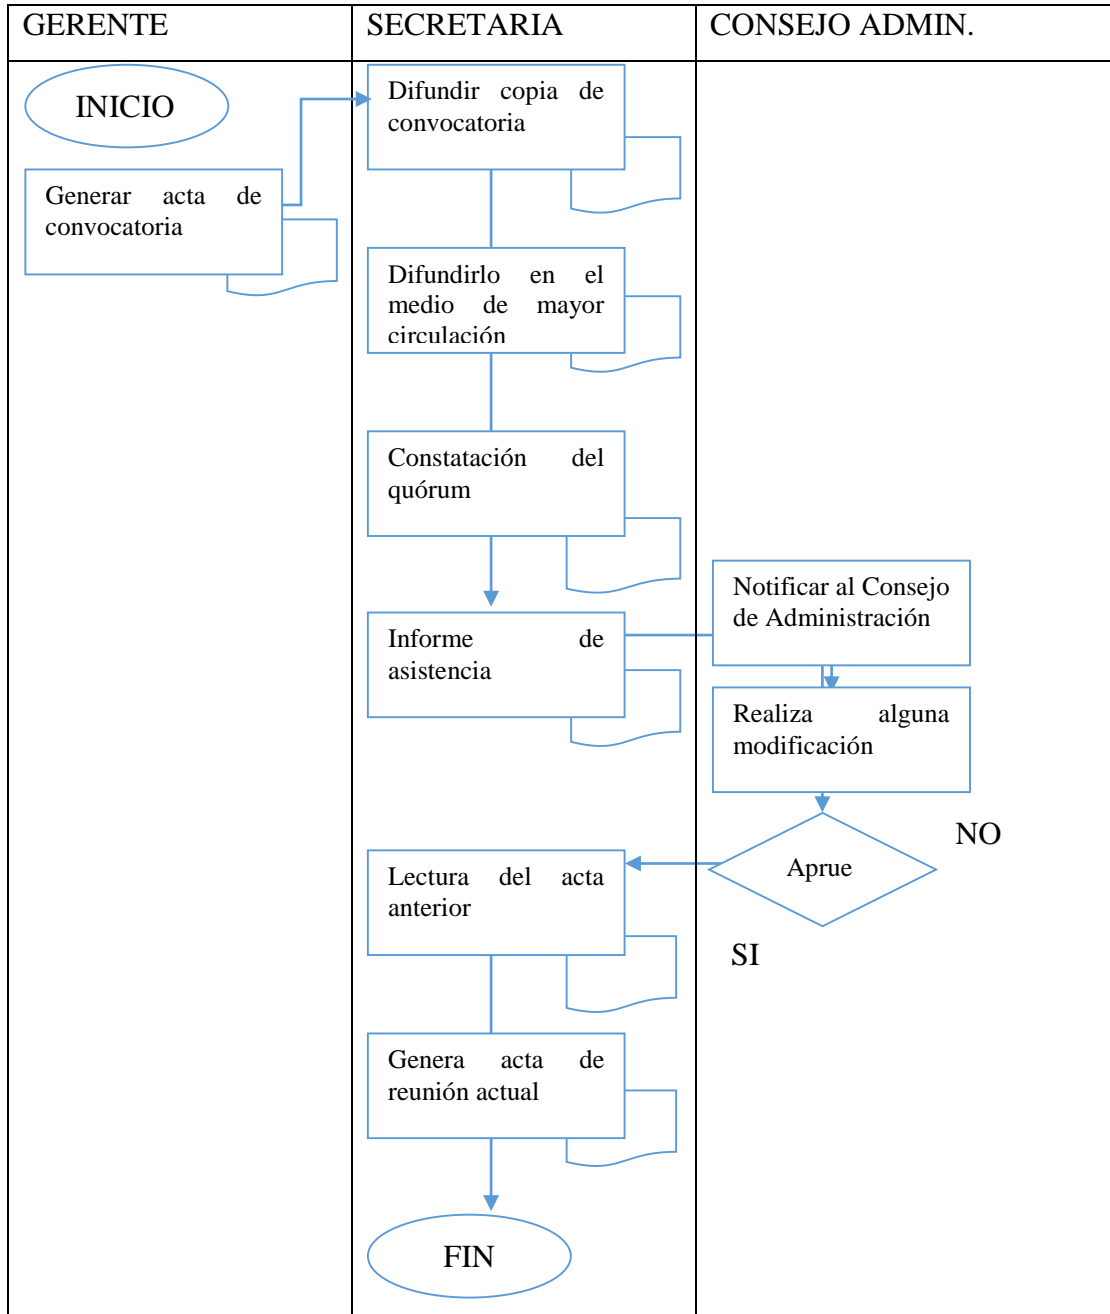 GERENTE
SECRETARIA
CONSEJO ADMIN.
INICIO
Generar acta de
convocatoria
Difundir copia de
convocatoria
Difundirlo en el
medio de mayor
circulación
Constatación del
quórum
Informe de
asistencia
Notificar al Consejo
de Administración
Realiza alguna
modificación
Aprue
NO
SI
Lectura del acta
anterior
Genera acta de
reunión actual
FIN